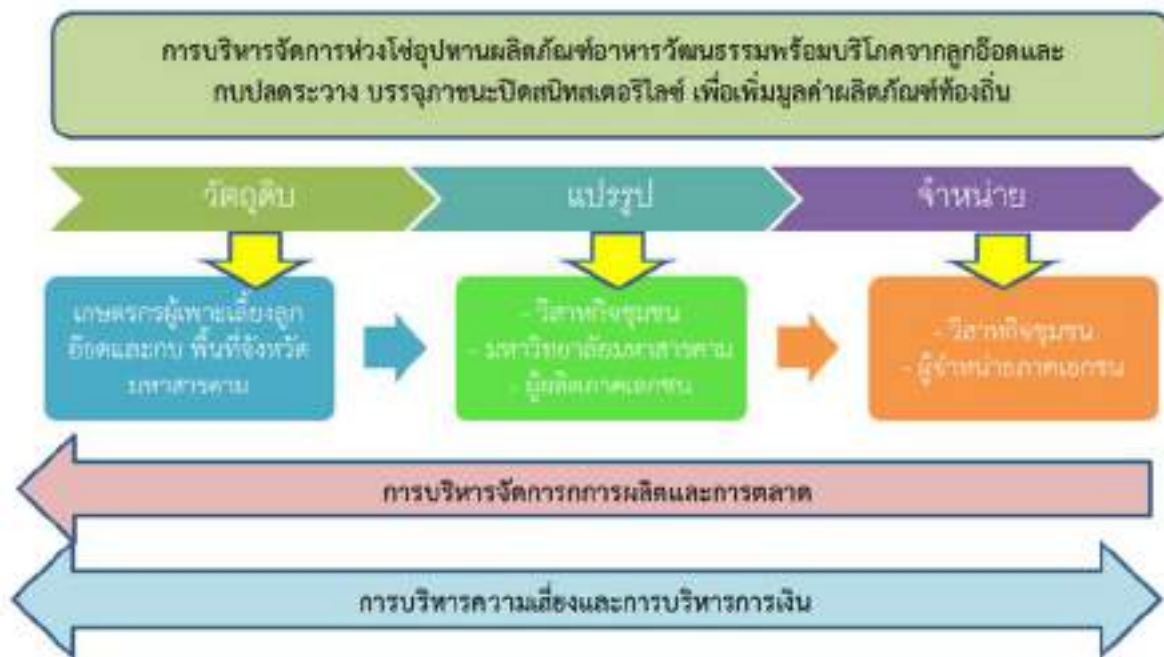 การบริหารจัดการห่วงโซ่อุปทานผลิตภัณฑ์อาหารวัฒนธรรมพร้อมบริโภคจากลูกอ๊อดและ
กบปลดระวาง บรรจุภาชนะปิดสนิทสเตอริไลซ์ เพื่อเพิ่มมูลค่าผลิตภัณฑ์ท้องถิ่น
วัตถุดิบ
แปรรูป
จำหน่าย
เกษตรกรผู้เพาะเลี้ยงลูก
อ๊อดและกบ พื้นที่จังหวัด
มหาสารคาม
- วิสาหกิจชุมชน
- มหาวิทยาลัยมหาสารคาม
- ผู้ผลิตภาคเอกชน
- วิสาหกิจชุมชน
- ผู้จำหน่ายภาคเอกชน
การบริหารจัดการกการผลิตและการตลาด
การบริหารความเสี่ยงและการบริหารการเงิน